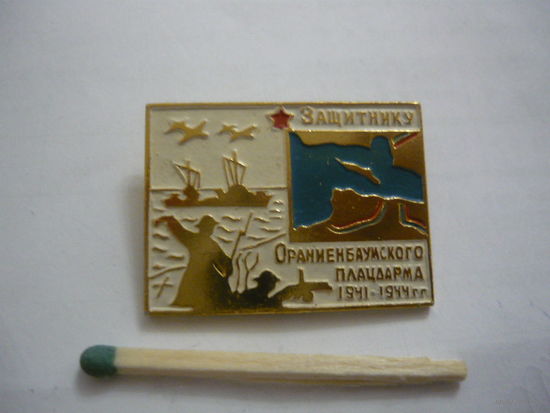 Защитнику
Ораниенбаумского
плацдарма
1941-1944 гг